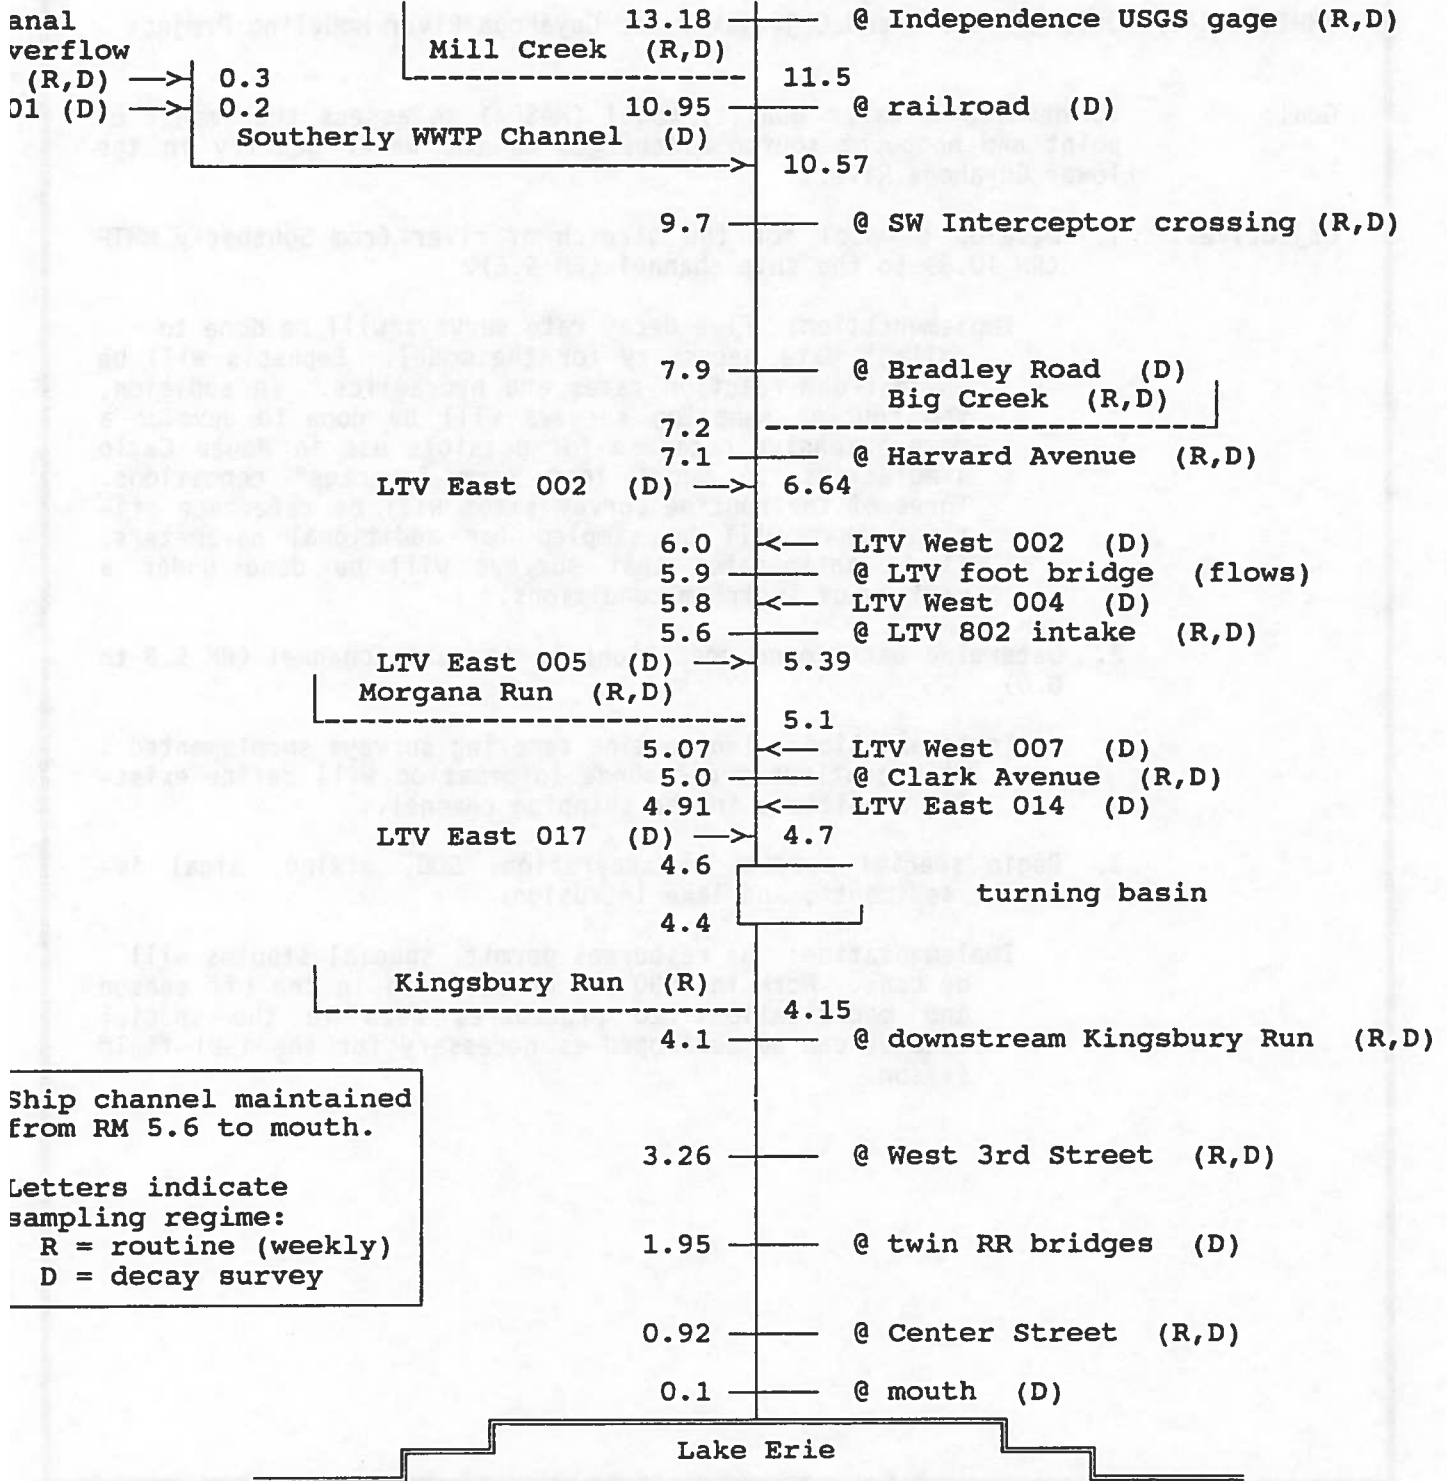 13.18 @ Independence USGS gage (R,D)
anal
verflow
Mill Creek (R,D)
(R,D) 0.3
11.5
01 (D) 0.2
10.95 @ railroad (D)
Southerly WWTP Channel (D)
10.57
9.7 @ SW Interceptor crossing (R,D)
7.9 @ Bradley Road (D)
Big Creek (R,D)
7.2
7.1 @ Harvard Avenue (R,D)
LTV East 002 (D) 6.64
6.0 LTV West 002 (D)
5.9 @ LTV foot bridge (flows)
5.8 LTV West 004 (D)
5.6 @ LTV 802 intake (R,D)
LTV East 005 (D) 5.39
Morgana Run (R,D)
5.1
5.07 LTV West 007 (D)
5.0 @ Clark Avenue (R,D)
4.91 LTV East 014 (D)
LTV East 017 (D) 4.7
4.6
turning basin
4.4
Kingsbury Run (R)
4.15
4.1 @ downstream Kingsbury Run (R,D)
Ship channel maintained
from RM 5.6 to mouth.
Letters indicate
sampling regime:
R = routine (weekly)
D = decay survey
3.26 @ West 3rd Street (R,D)
1.95 @ twin RR bridges (D)
0.92 @ Center Street (R,D)
0.1 @ mouth (D)
Lake Erie